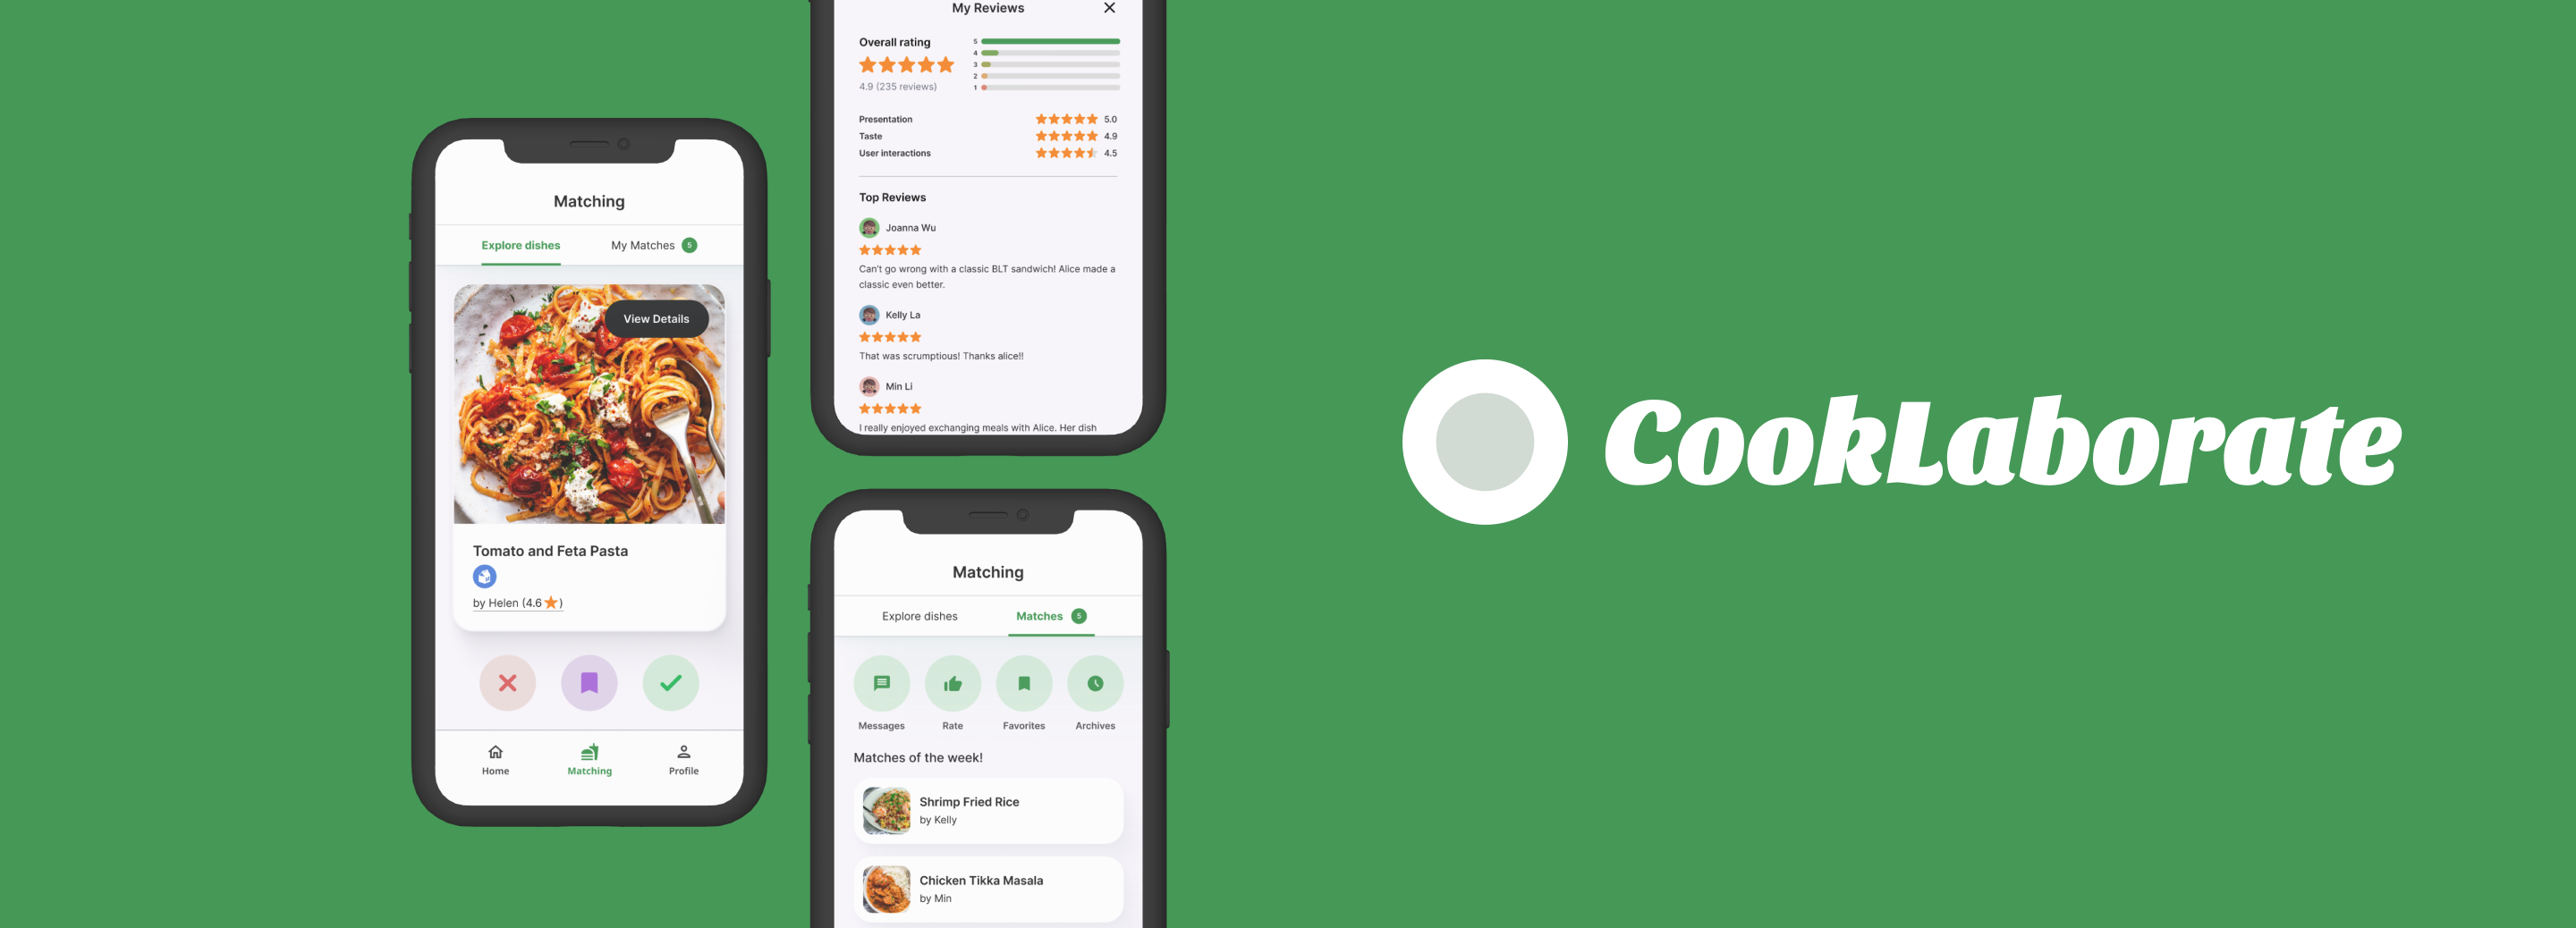 Matching
Explore dishes
My Matches 5
View Details
Tomato and Feta Pasta
by Helen (4.6 ★)
Home
Matching
Profile
My Reviews
Overall rating
4.9 (235 reviews)
5
4
3
2
1
Presentation 5.0
Taste 4.9
User interactions 4.5
Top Reviews
Joanna Wu
Can't go wrong with a classic BLT sandwich! Alice made a
classic even better.
Kelly La
That was scrumptious! Thanks alice!!
Min Li
I really enjoyed exchanging meals with Alice. Her dish
Matching
Explore dishes
Matches 5
Messages
Rate
Favorites
Archives
Matches of the week!
Shrimp Fried Rice
by Kelly
Chicken Tikka Masala
by Min
CookLaborate